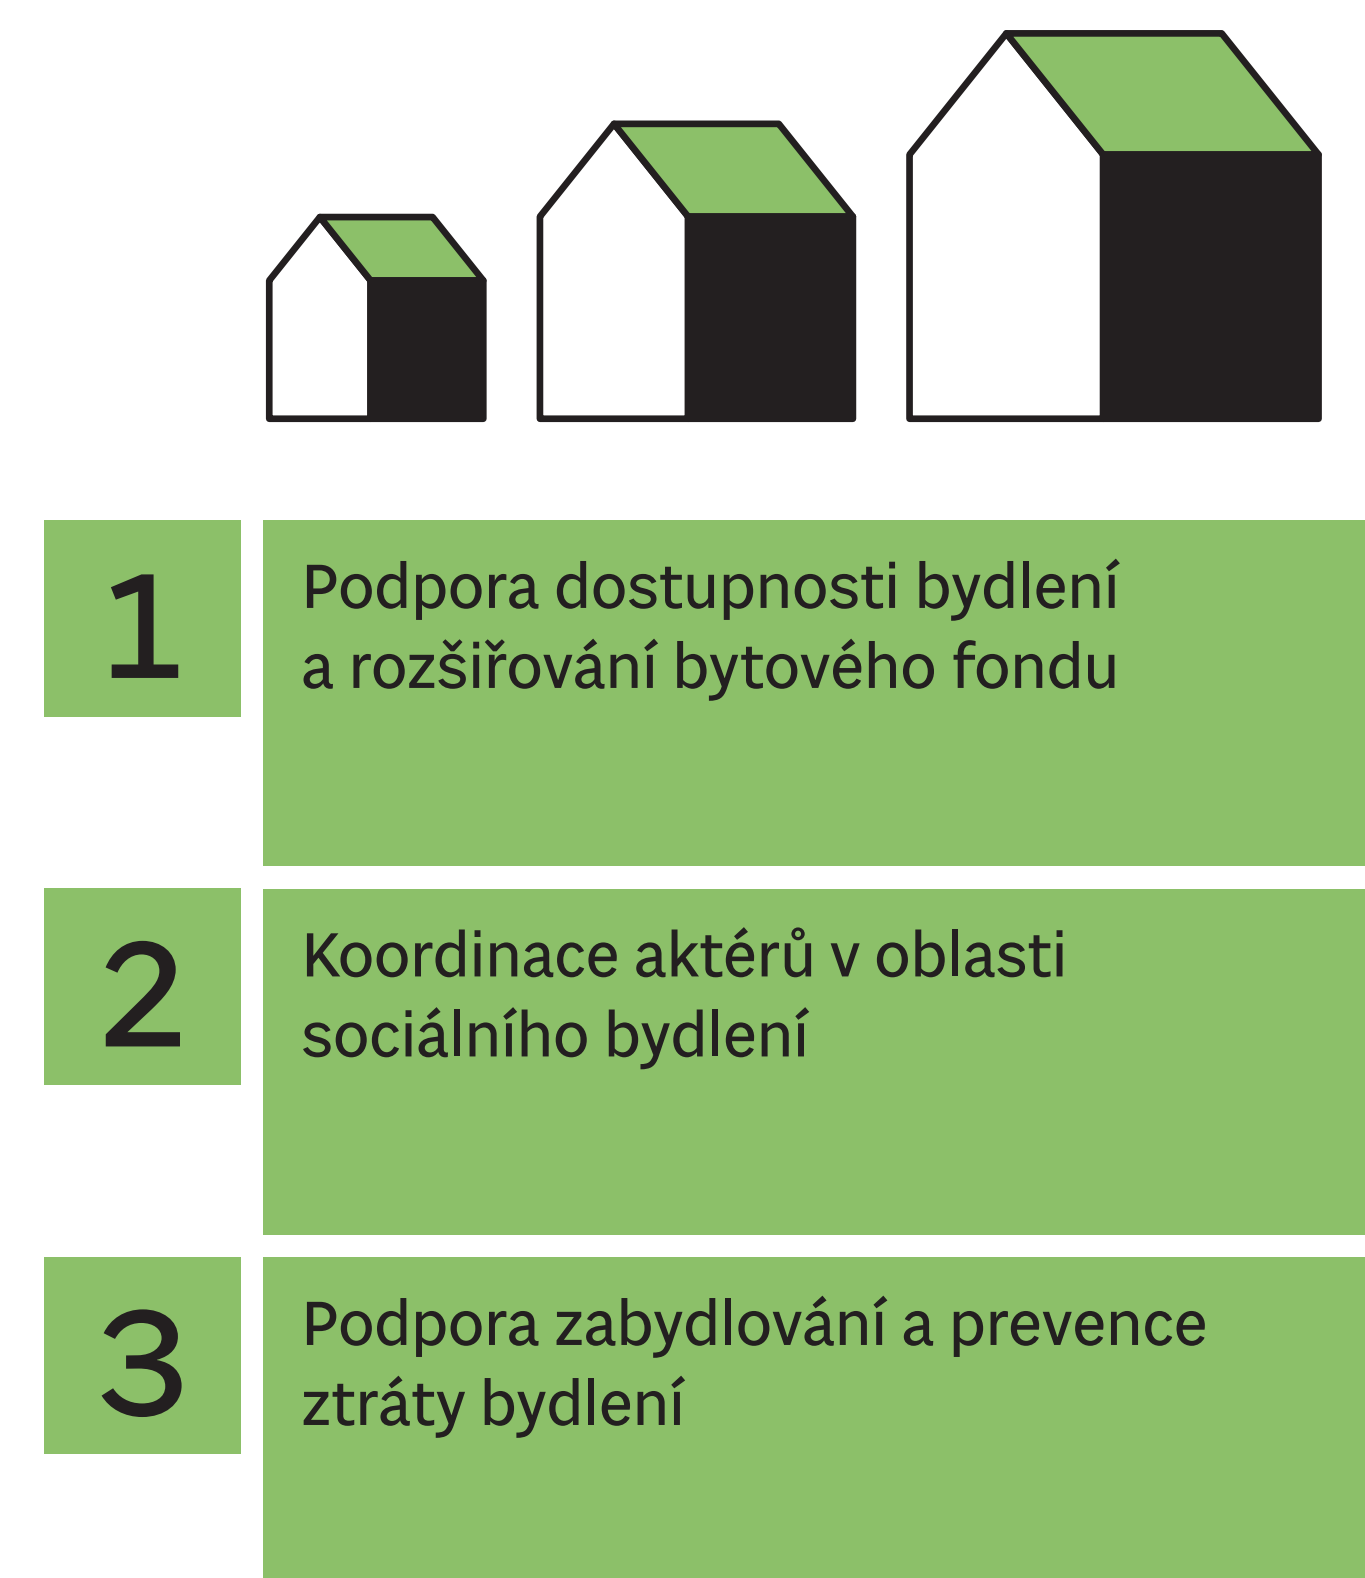 1
Podpora dostupnosti bydlení
a rozšiřování bytového fondu
2
Koordinace aktérů v oblasti
sociálního bydlení
3
Podpora zabydlování a prevence
ztráty bydlení